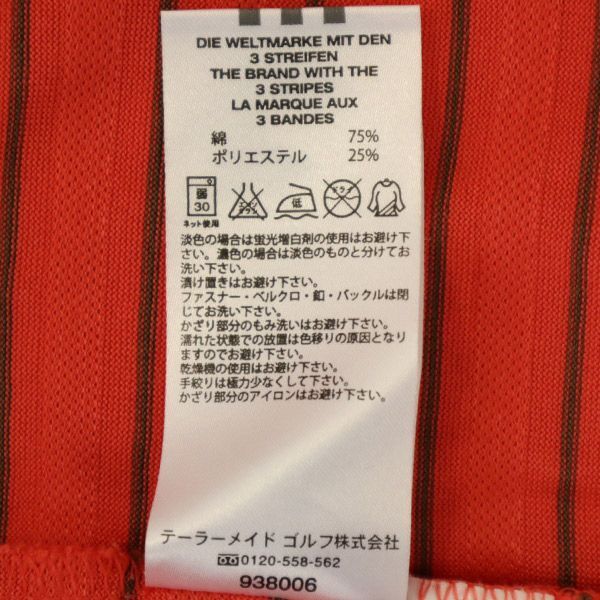 DIE WELTMARKE MIT DEN
3 STREIFEN
THE BRAND WITH THE
3 STRIPES
LA MARQUE AUX
3 BANDES
綿 75%
ポリエステル 25%
弱
30
ネット使用
エンソ
サラシ
低
ドライ
淡色の場合は蛍光増白剤の使用はお避け下
さい。濃色の場合は淡色のものと分けてお
洗い下さい。
漬け置きはお避け下さい。
ファスナー・ベルクロ・釦・バックルは閉
じてお洗い下さい。
かざり部分のもみ洗いはお避け下さい。
濡れた状態での放置は色移りの原因となり
ますのでお避け下さい。
乾燥機の使用はお避け下さい。
手絞りは極力少なくして下さい。
かざり部分のアイロンはお避け下さい。
テーラーメイド ゴルフ株式会社
0120-558-562
938006